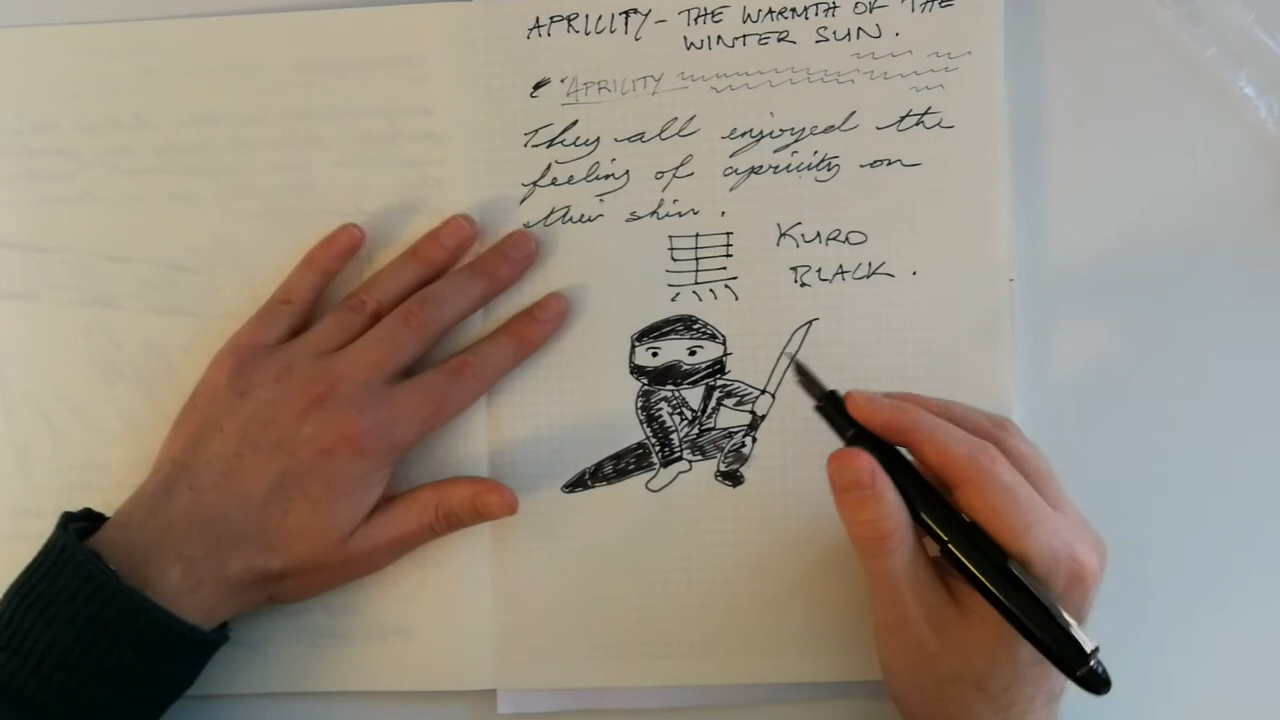 APRICITY – THE WARMTH OF THE
WINTER SUN.
'APRICITY
They all enjoyed the
feeling of apricity on
their skin.
黒 KURO
BLACK.